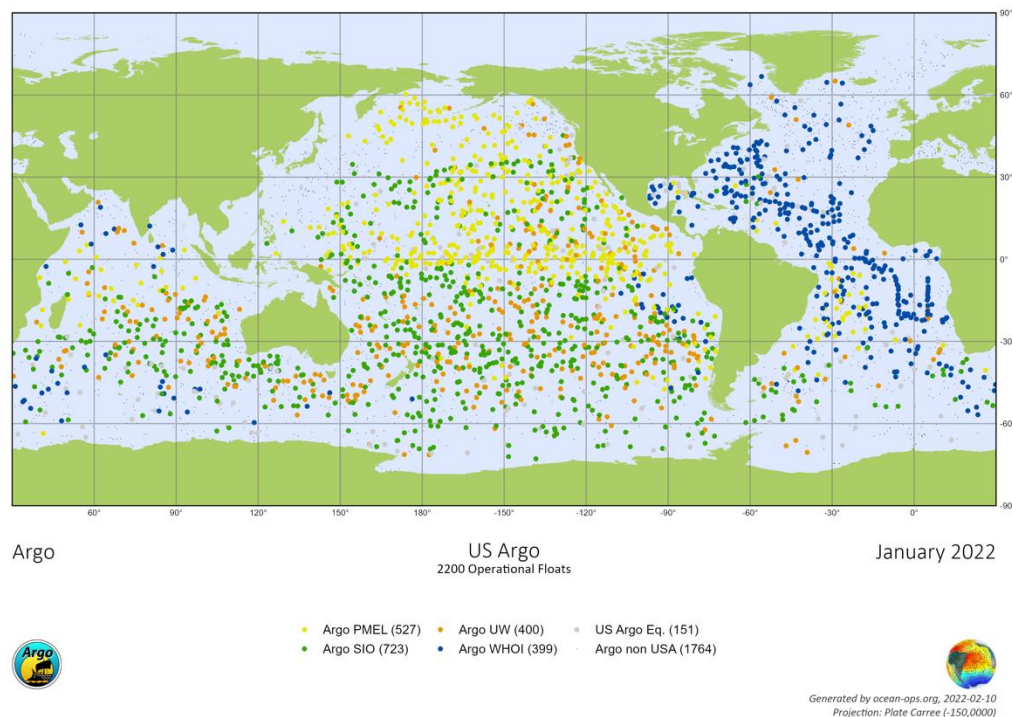 90°
60°
30°
0°
-30
-60
-90
60° 90° 120° 150° 180° -150° -120° -90° -60° -30° 0°
Argo
US Argo
January 2022
2200 Operational Floats
Argo PMEL (527) Argo UW (400) US Argo Eq. (151)
Argo SIO (723) Argo WHOI (399) Argo non USA (1764)
Argo
Generated by ocean-ops.org, 2022-02-10
Projection: Plate Carree (-150,0000)